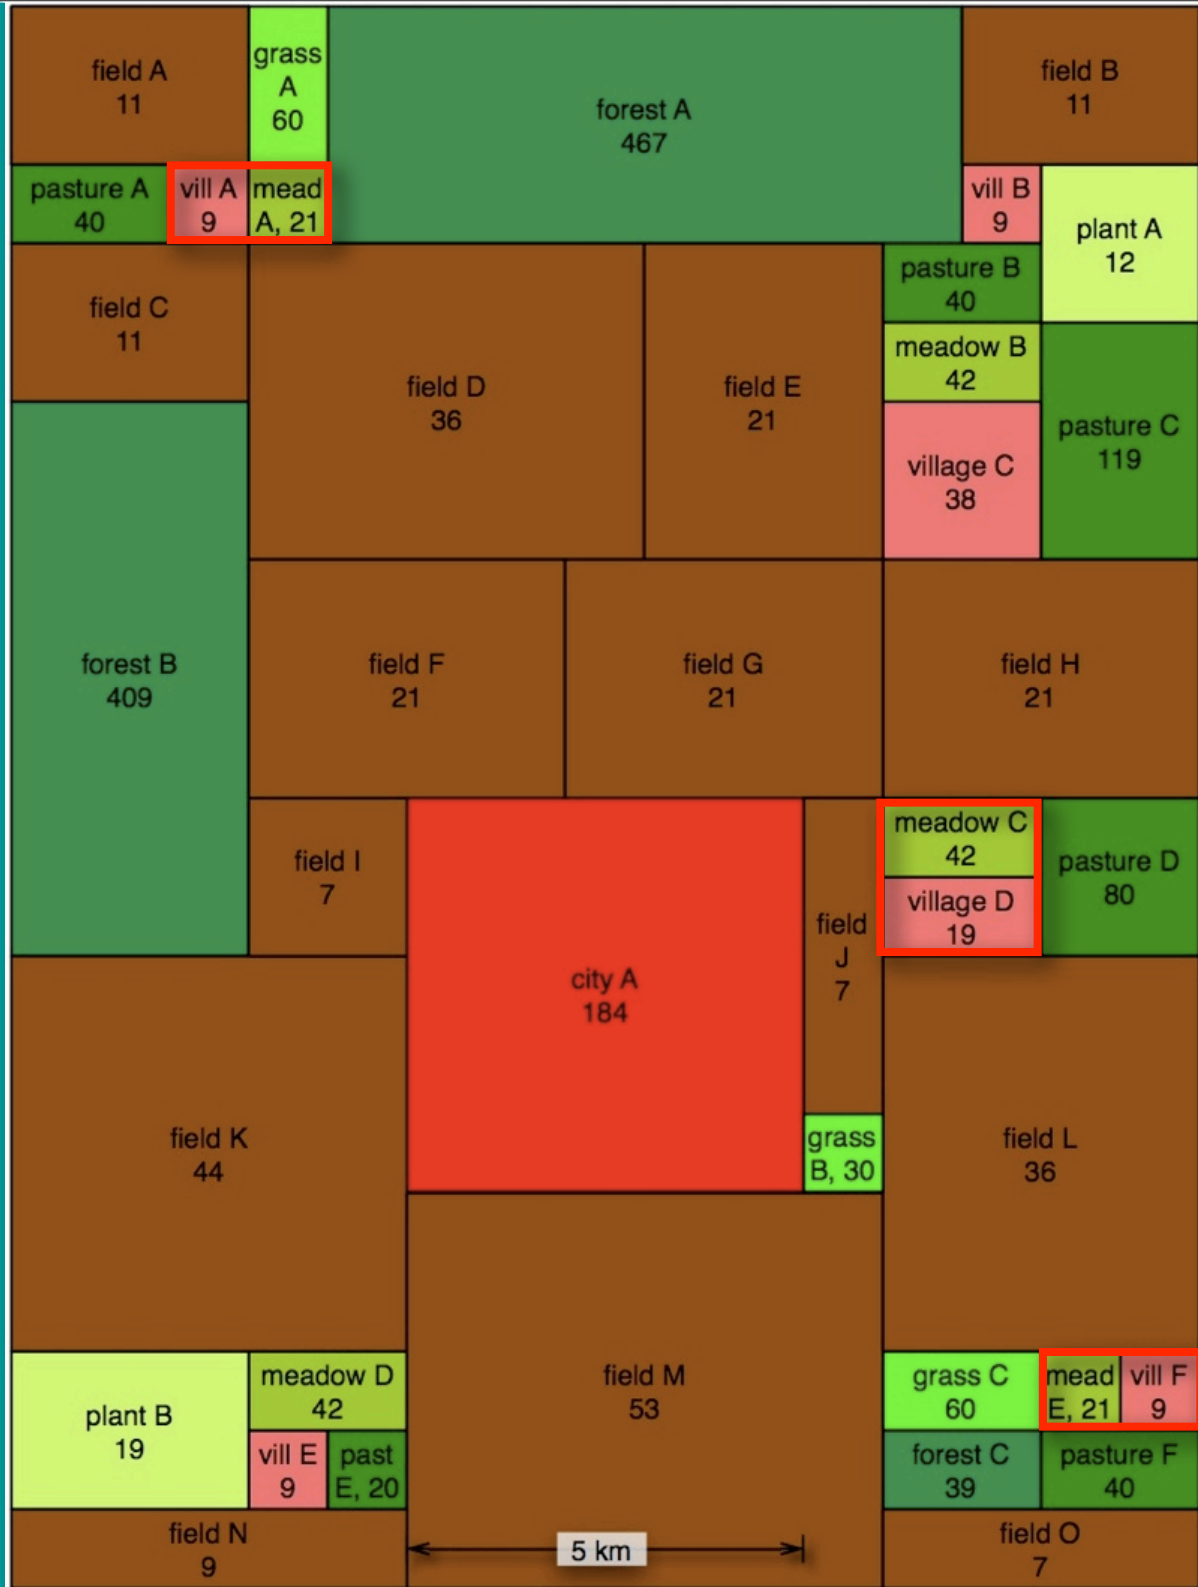 field A
11
grass
A
60
forest A
467
field B
11
pasture A
40
vill A
9
mead
A, 21
vill B
9
plant A
12
field C
11
field D
36
field E
21
pasture B
40
meadow B
42
village C
38
pasture C
119
forest B
409
field F
21
field G
21
field H
21
field I
7
city A
184
field
J
7
meadow C
42
village D
19
pasture D
80
field K
44
grass
B, 30
field L
36
plant B
19
meadow D
42
vill E
9
past
E, 20
field M
53
grass C
60
mead
E, 21
vill F
9
forest C
39
pasture F
40
field N
9
5 km
field O
7